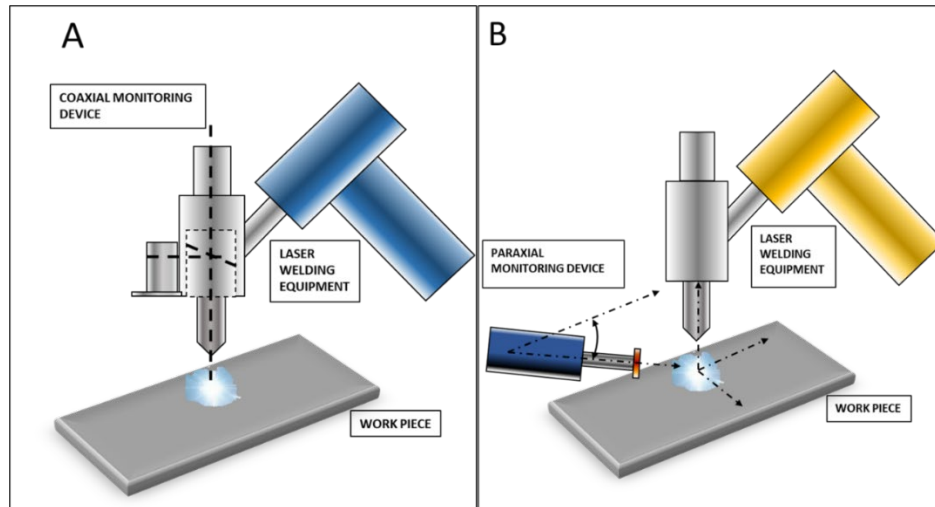 A
COAXIAL MONITORING
DEVICE
LASER
WELDING
EQUIPMENT
WORK PIECE
B
PARAXIAL
MONITORING DEVICE
LASER
WELDING
EQUIPMENT
WORK PIECE